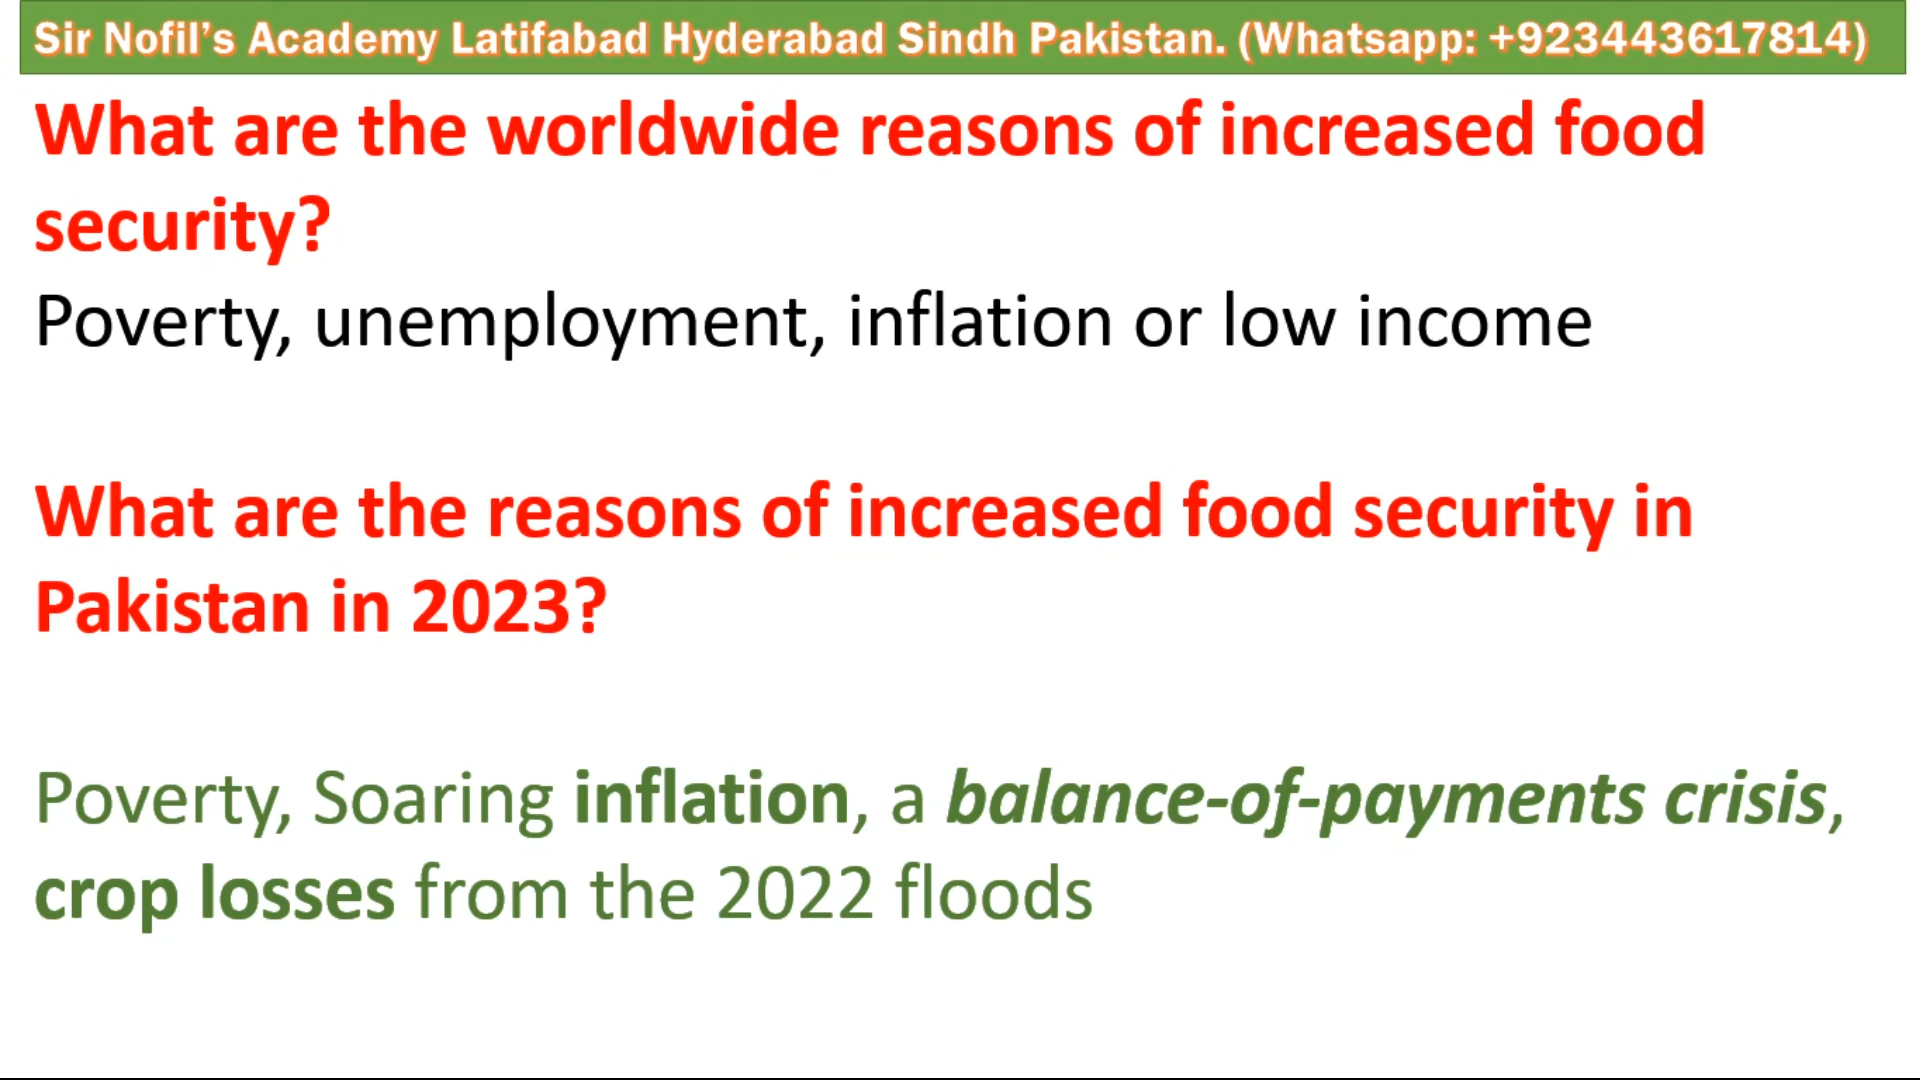 Sir Nofil’s Academy Latifabad Hyderabad Sindh Pakistan. (Whatsapp: +923443617814)
What are the worldwide reasons of increased food
security?
Poverty, unemployment, inflation or low income
What are the reasons of increased food security in
Pakistan in 2023?
Poverty, Soaring inflation, a balance-of-payments crisis,
crop losses from the 2022 floods